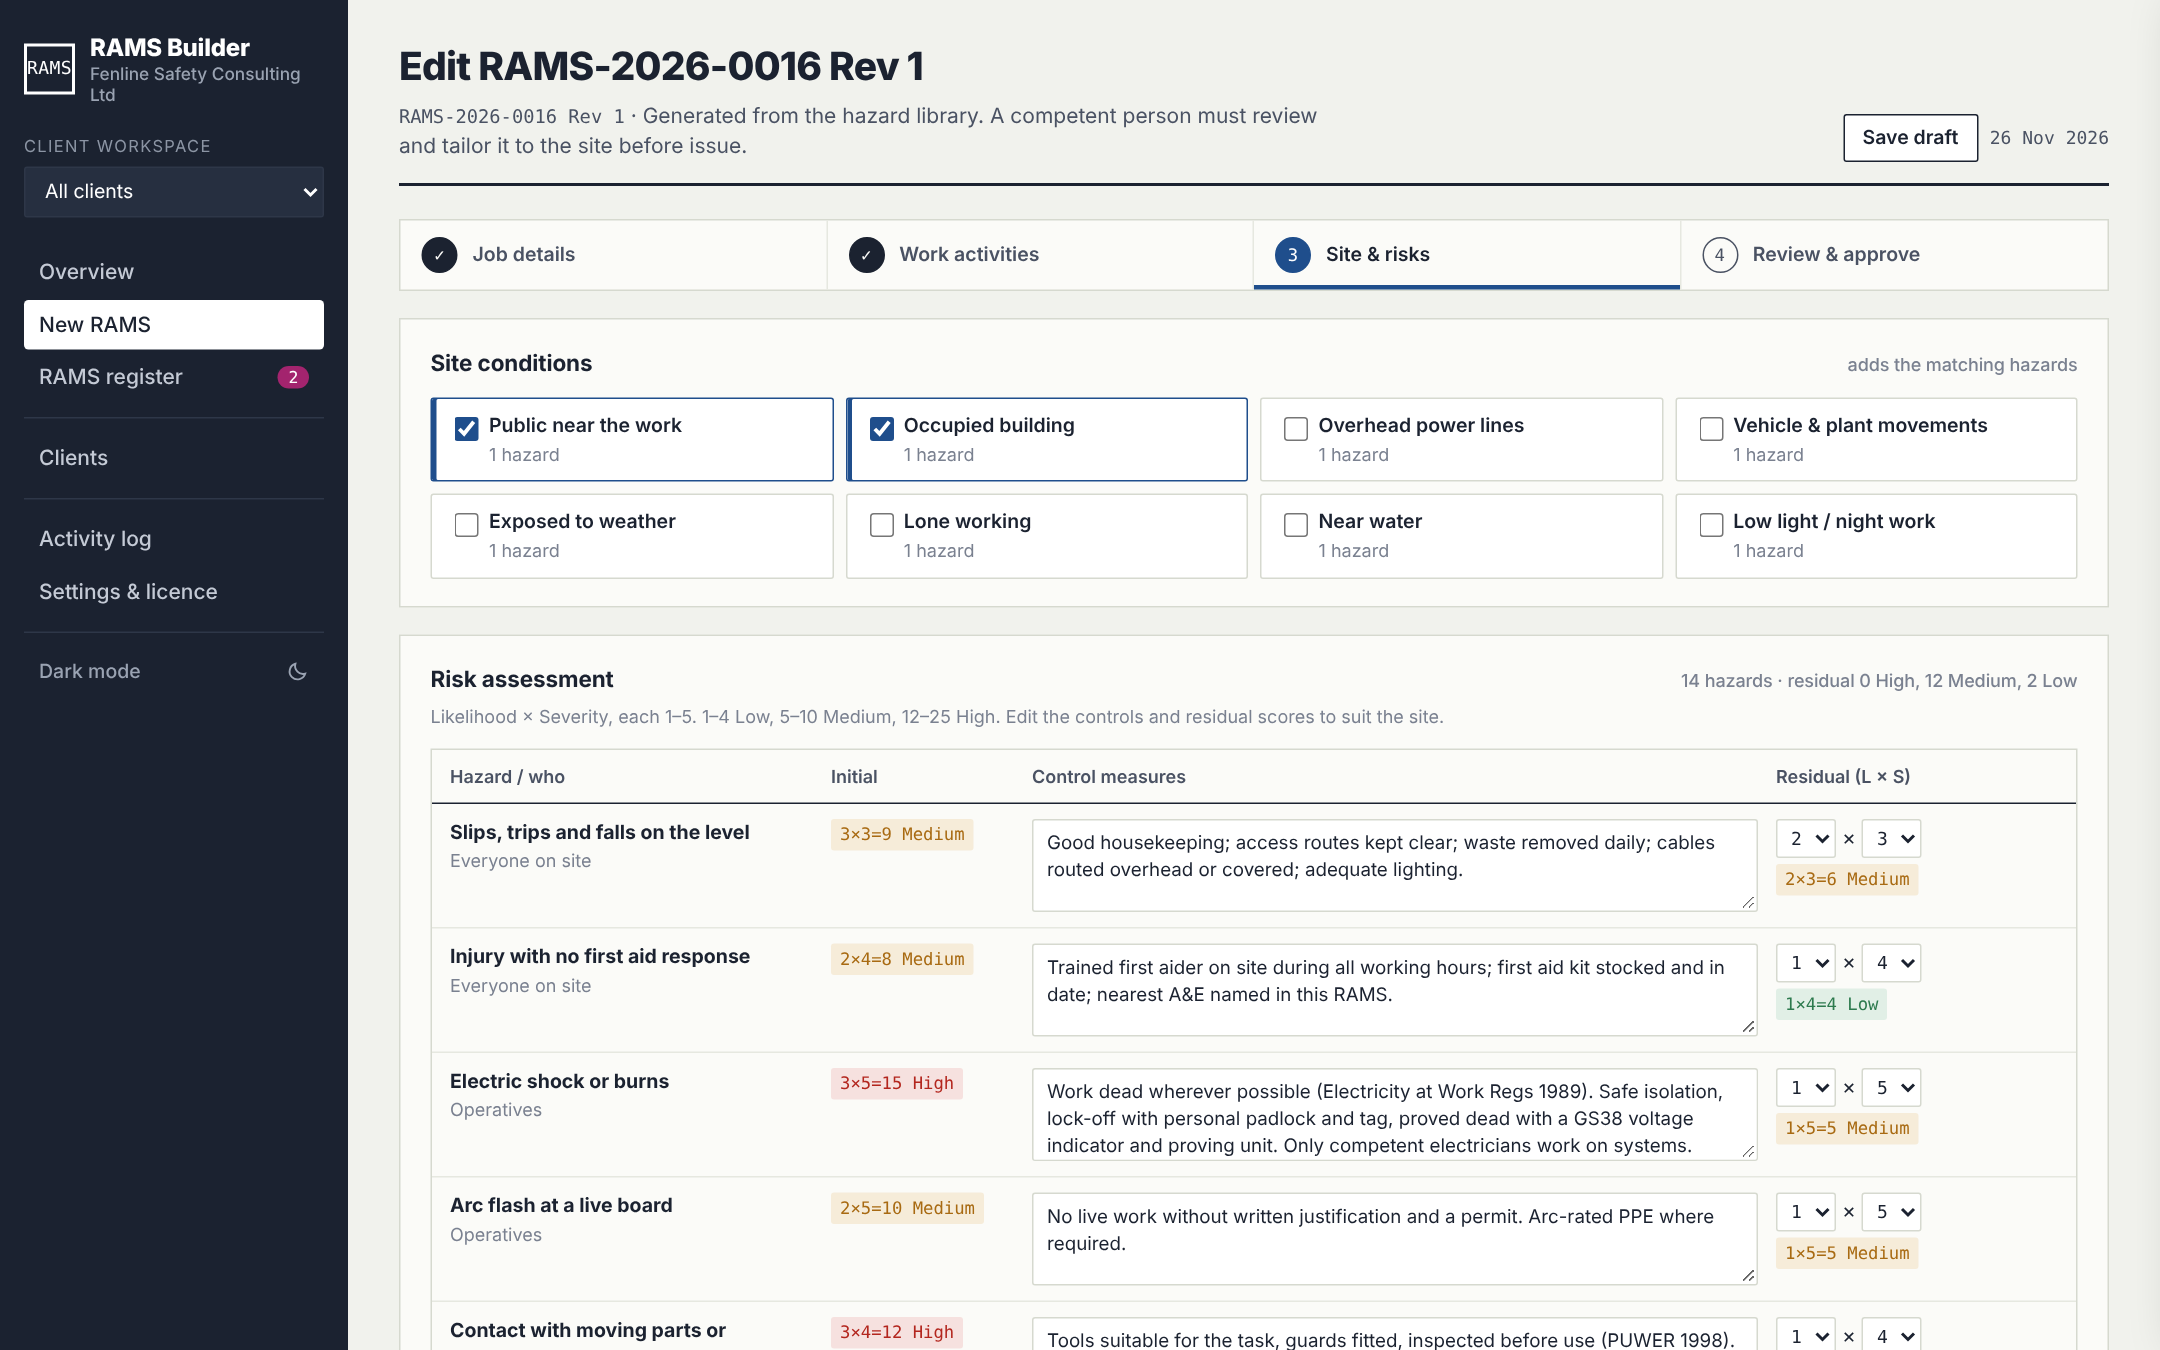 RAMS
RAMS Builder
Fenline Safety Consulting
Ltd
CLIENT WORKSPACE
All clients
Overview
New RAMS
RAMS register
2
Clients
Activity log
Settings & licence
Dark mode
Edit RAMS-2026-0016 Rev 1
RAMS-2026-0016 Rev 1 · Generated from the hazard library. A competent person must review
and tailor it to the site before issue.
Save draft
26 Nov 2026
✓ Job details
✓ Work activities
3 Site & risks
4 Review & approve
Site conditions
adds the matching hazards
Public near the work
1 hazard
Occupied building
1 hazard
Overhead power lines
1 hazard
Vehicle & plant movements
1 hazard
Exposed to weather
1 hazard
Lone working
1 hazard
Near water
1 hazard
Low light / night work
1 hazard
Risk assessment
14 hazards · residual 0 High, 12 Medium, 2 Low
Likelihood × Severity, each 1–5. 1–4 Low, 5–10 Medium, 12–25 High. Edit the controls and residual scores to suit the site.
Hazard / who
Initial
Control measures
Residual (L × S)
Slips, trips and falls on the level
Everyone on site
3×3=9 Medium
Good housekeeping; access routes kept clear; waste removed daily; cables
routed overhead or covered; adequate lighting.
2 × 3
2×3=6 Medium
Injury with no first aid response
Everyone on site
2×4=8 Medium
Trained first aider on site during all working hours; first aid kit stocked and in
date; nearest A&E named in this RAMS.
1 × 4
1×4=4 Low
Electric shock or burns
Operatives
3×5=15 High
Work dead wherever possible (Electricity at Work Regs 1989). Safe isolation,
lock-off with personal padlock and tag, proved dead with a GS38 voltage
indicator and proving unit. Only competent electricians work on systems.
1 × 5
1×5=5 Medium
Arc flash at a live board
Operatives
2×5=10 Medium
No live work without written justification and a permit. Arc-rated PPE where
required.
1 × 5
1×5=5 Medium
Contact with moving parts or
3×4=12 High
Tools suitable for the task, guards fitted, inspected before use (PUWER 1998).
1 × 4